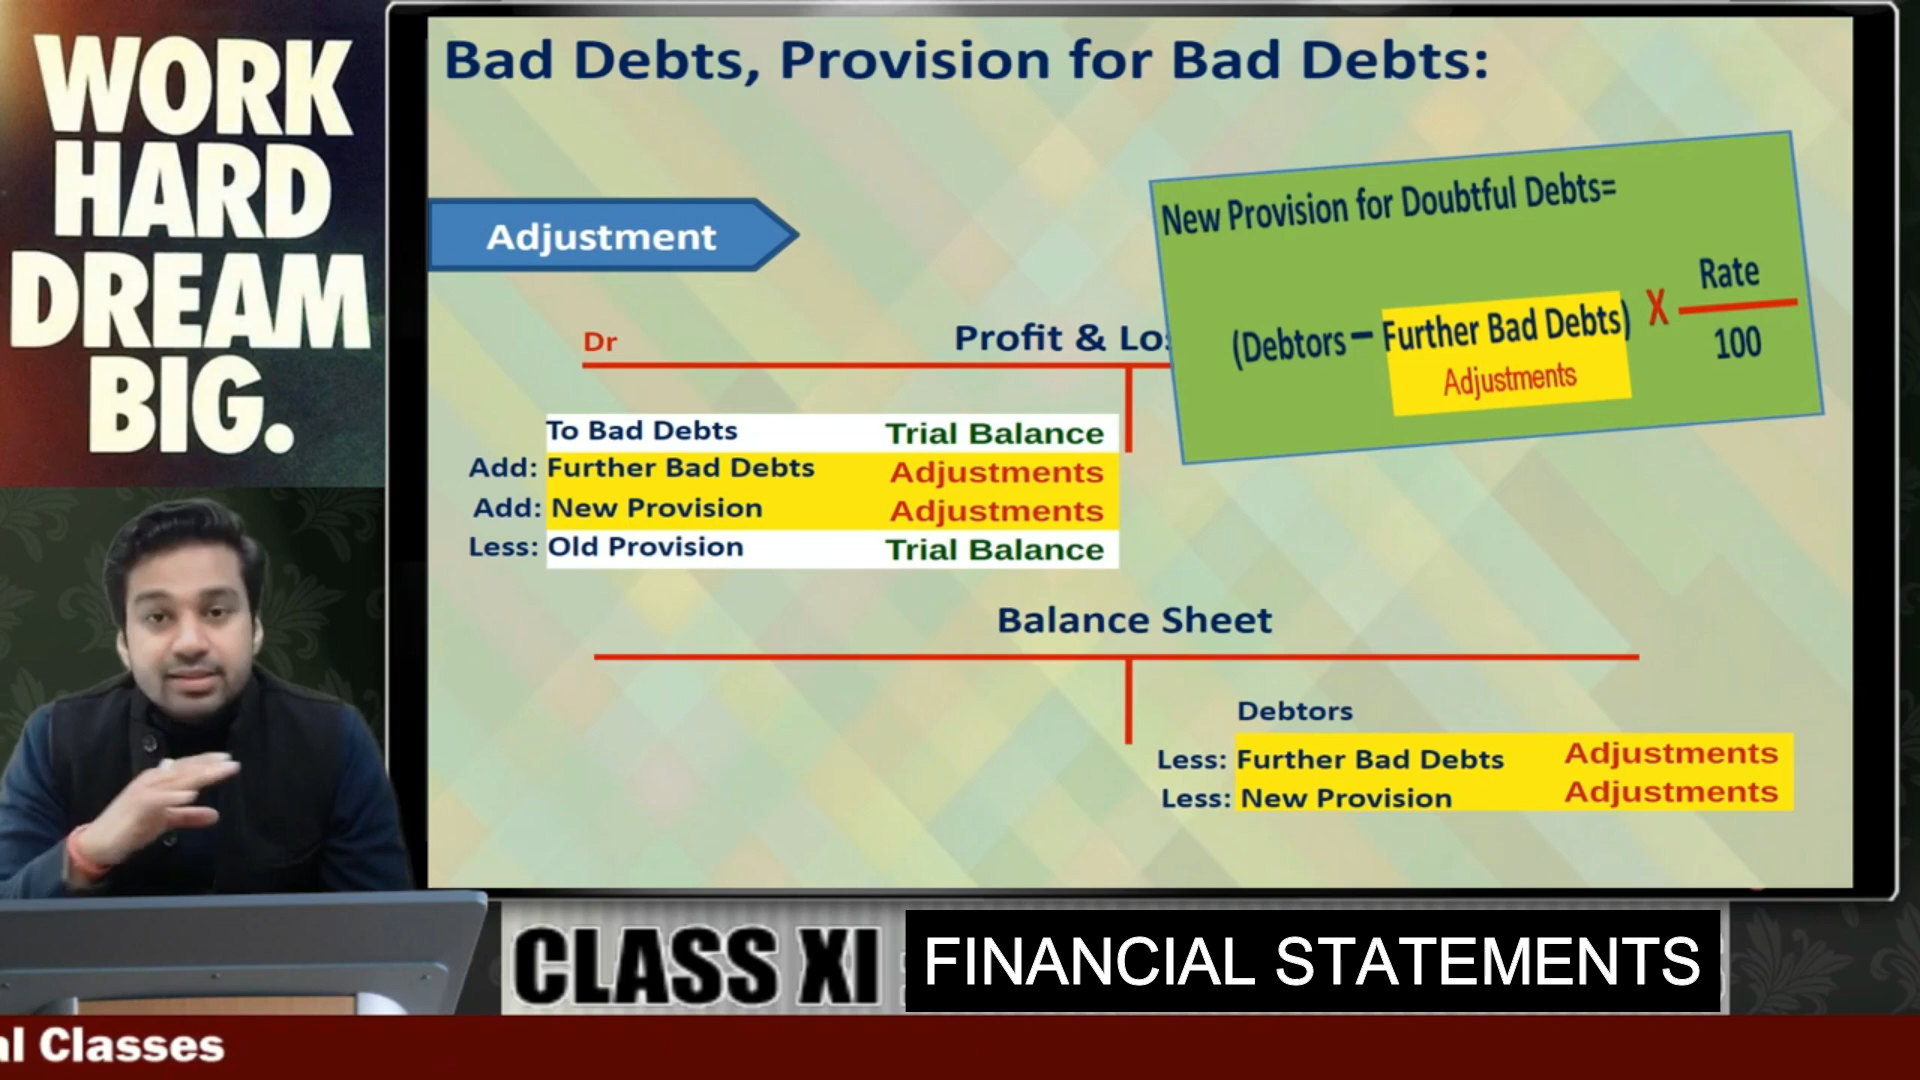 WORK
HARD
DREAM
BIG.
Bad Debts, Provision for Bad Debts:
Adjustment
New Provision for Doubtful Debts=
(Debtors – Further Bad Debts) X Rate
100
Adjustments
Dr
Profit &
To Bad Debts Trial Balance
Add: Further Bad Debts Adjustments
Add: New Provision Adjustments
Less: Old Provision Trial Balance
Balance Sheet
Debtors
Less: Further Bad Debts Adjustments
Less: New Provision Adjustments
CLASS XI
FINANCIAL STATEMENTS
Classes